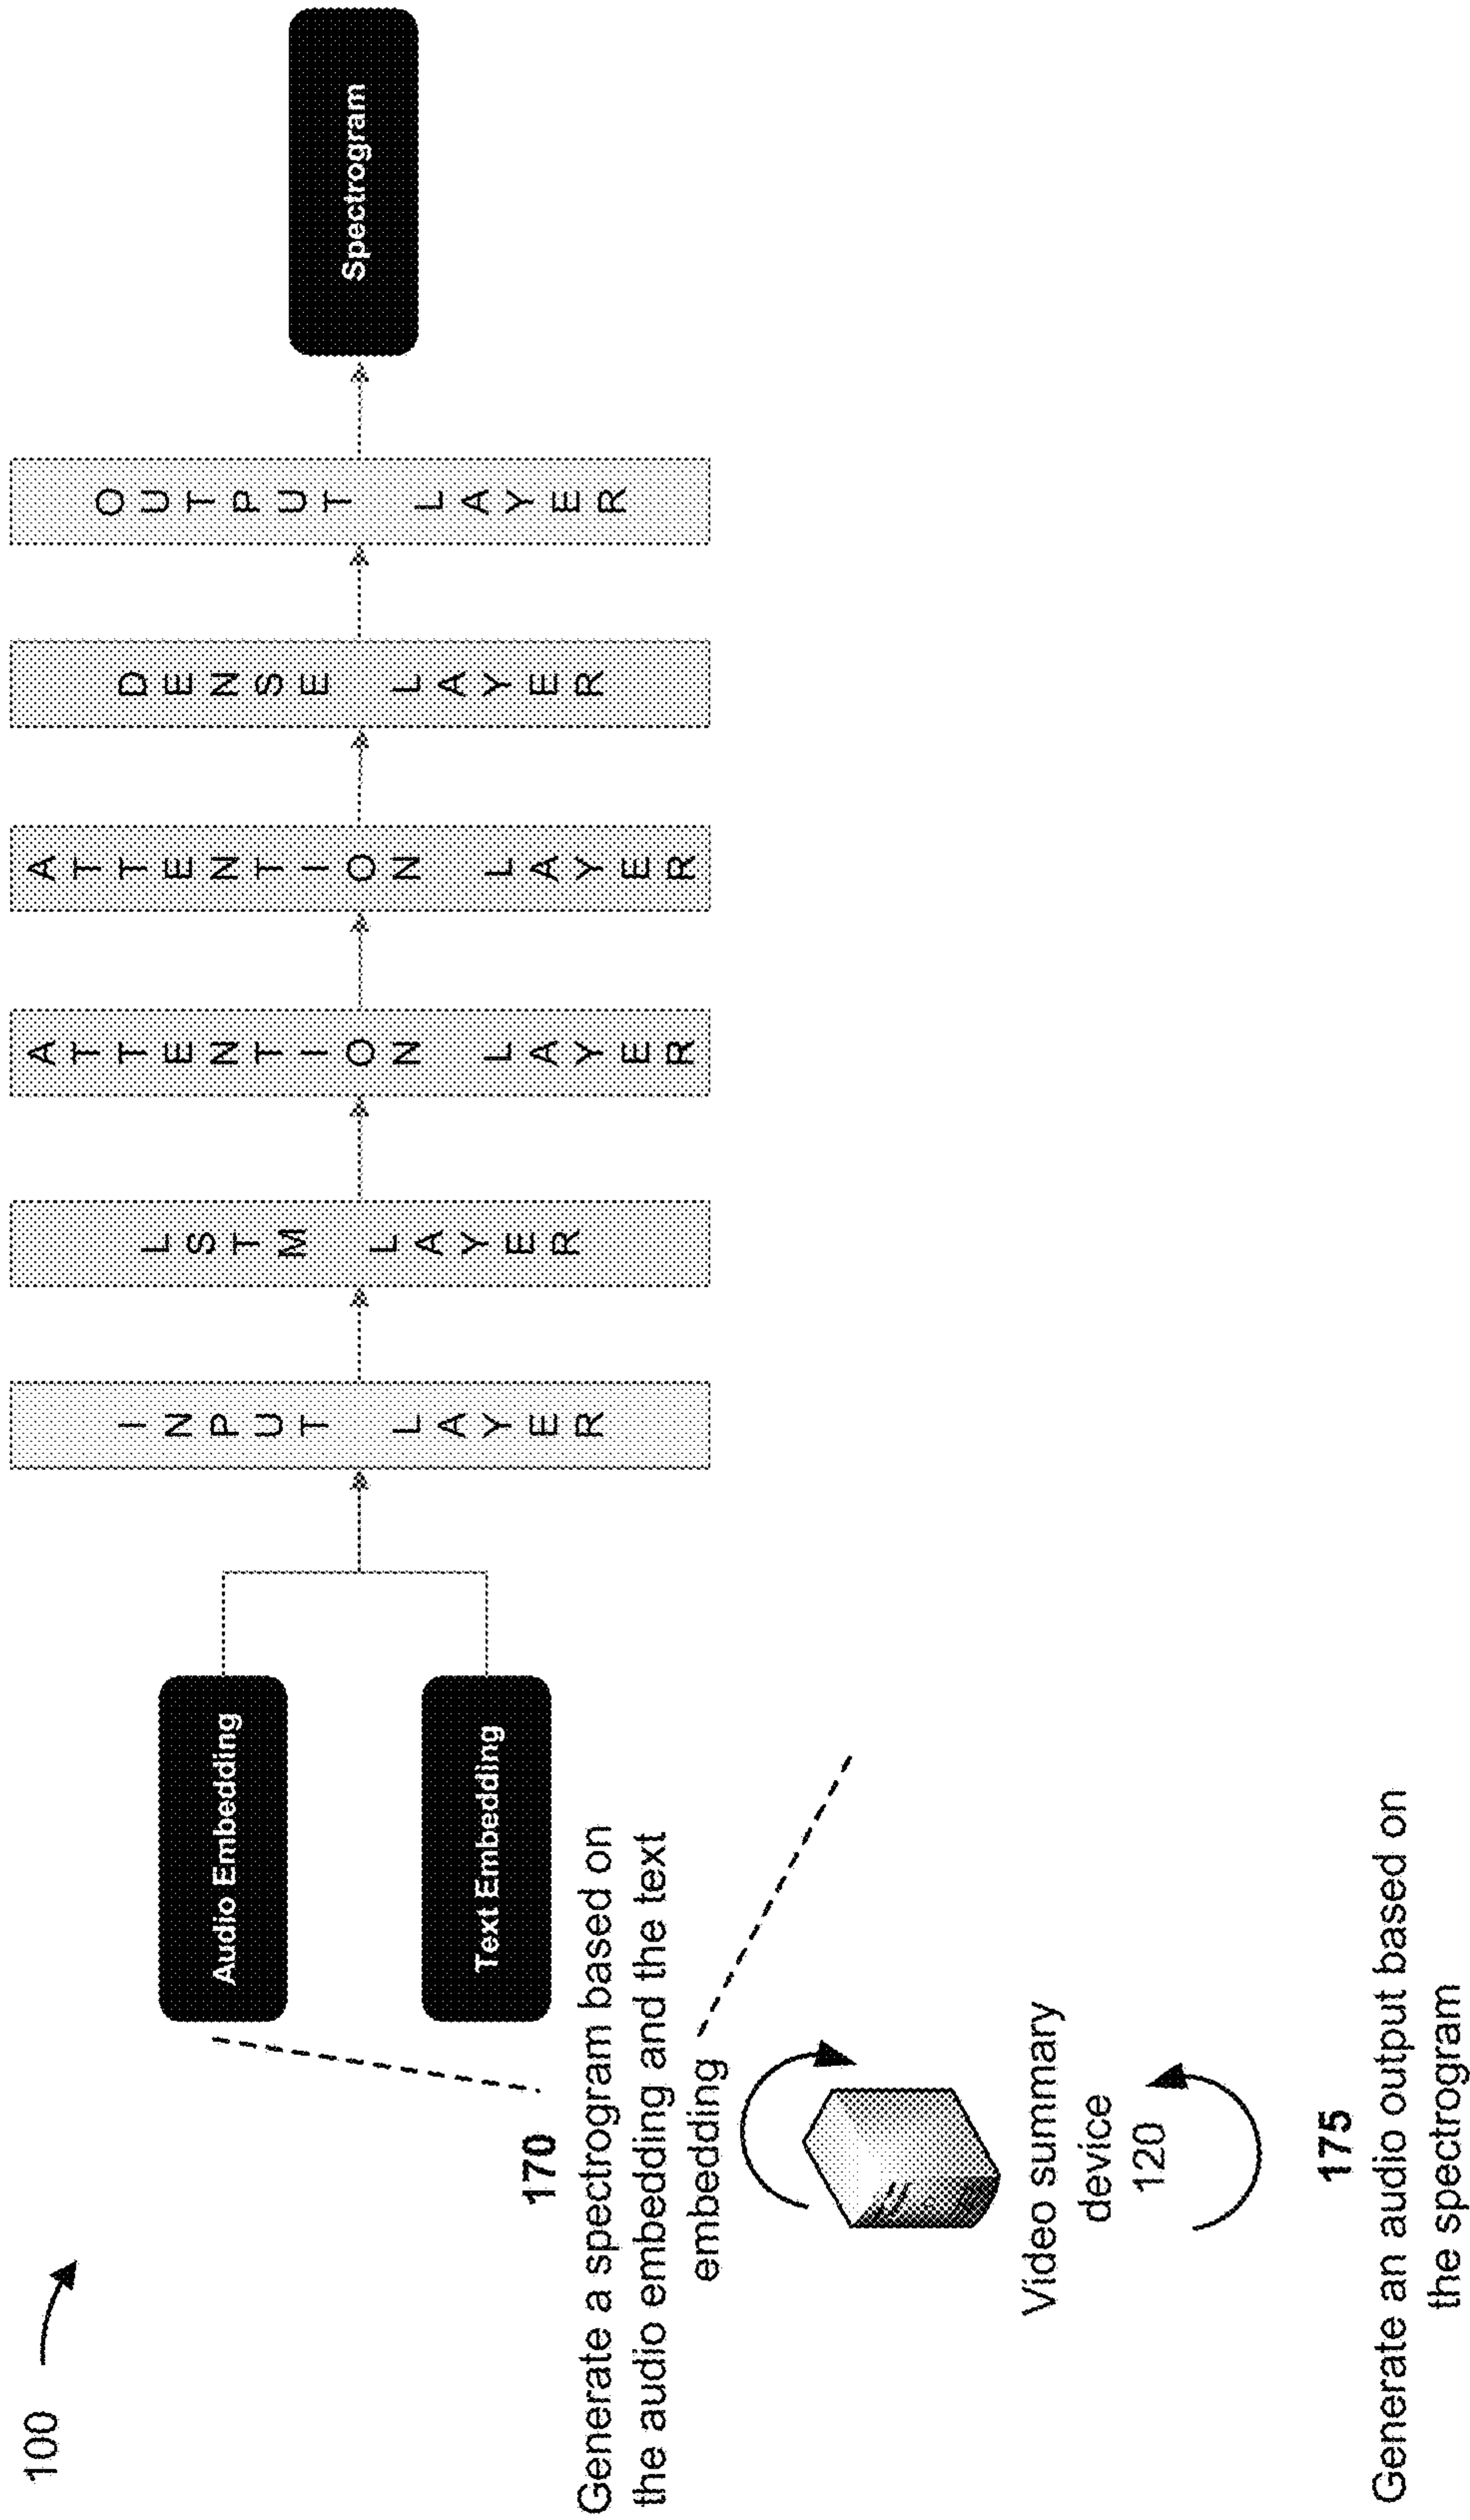 100
Audio Embedding
Text Embedding
INPUT LAYER
LSTM LAYER
ATTENTION LAYER
ATTENTION LAYER
DENSE LAYER
OUTPUT LAYER
Spectrogram
170
Generate a spectrogram based on
the audio embedding and the text
embedding
Video summary
device
120
175
Generate an audio output based on
the spectrogram